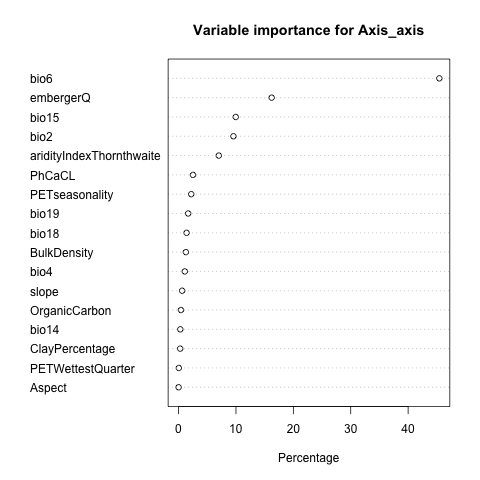 Variable importance for Axis_axis
bio6
embergerQ
bio15
bio2
aridityIndexThornthwaite
PhCaCL
PETseasonality
bio19
bio18
BulkDensity
bio4
slope
OrganicCarbon
bio14
ClayPercentage
PETWettestQuarter
Aspect
0 10 20 30 40
Percentage